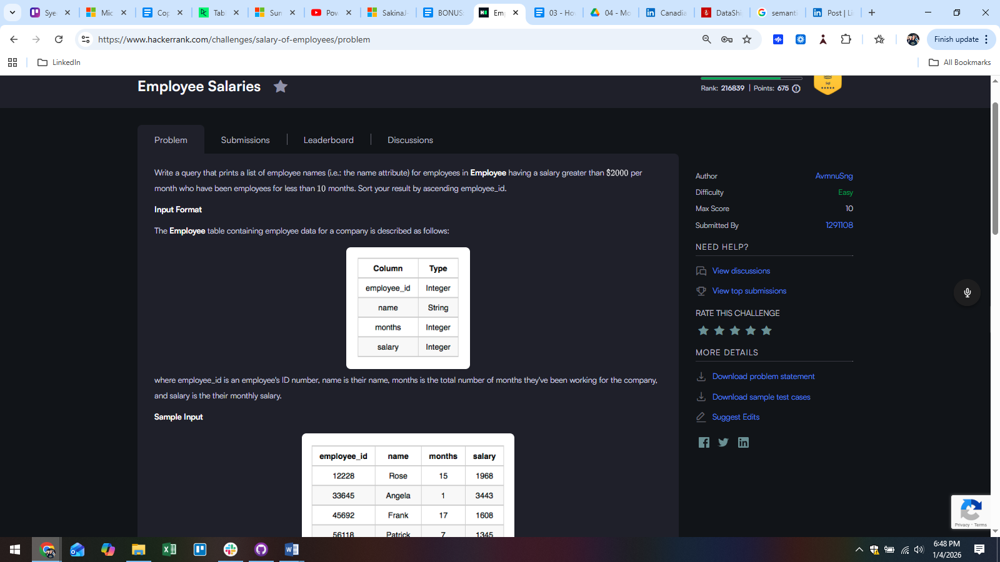 Sye
Mic
Cop
Tabl
Sun
Pow
SakinaJ
BONUS
Emp
03 - Ho
04 - Mo
Canadia
DataShi
semanti
Post | Li
https://www.hackerrank.com/challenges/salary-of-employees/problem
Finish update
LinkedIn
All Bookmarks
Employee Salaries
Rank: 216839 | Points: 675
Sql
Problem
Submissions
Leaderboard
Discussions
Write a query that prints a list of employee names (i.e.: the name attribute) for employees in Employee having a salary greater than $2000 per
month who have been employees for less than 10 months. Sort your result by ascending employee_id.
Input Format
The Employee table containing employee data for a company is described as follows:
Column Type
employee_id Integer
name String
months Integer
salary Integer
where employee_id is an employee's ID number, name is their name, months is the total number of months they've been working for the company,
and salary is the their monthly salary.
Sample Input
employee_id name months salary
12228 Rose 15 1968
33645 Angela 1 3443
45692 Frank 17 1608
56118 Patrick 7 1345
Author AvmnuSng
Difficulty Easy
Max Score 10
Submitted By 1291108
NEED HELP?
View discussions
View top submissions
RATE THIS CHALLENGE
MORE DETAILS
Download problem statement
Download sample test cases
Suggest Edits
Privacy - Terms
6:48 PM
1/4/2026